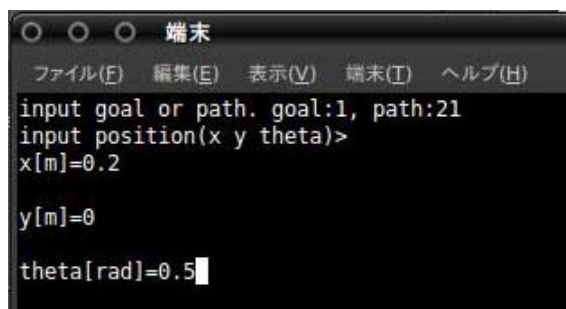 端末
ファイル(F) 編集(E) 表示(V) 端末(T) ヘルプ(H)
input goal or path. goal:1, path:21
input position(x y theta)>
x[m]=0.2
y[m]=0
theta[rad]=0.5